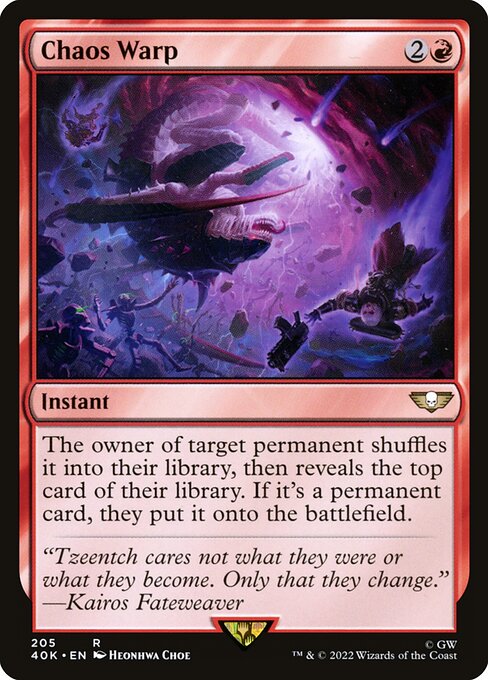 Chaos Warp 2
Instant
The owner of target permanent shuffles
it into their library, then reveals the top
card of their library. If it's a permanent
card, they put it onto the battlefield.
“Tzeentch cares not what they were or
what they become. Only that they change.”
—Kairos Fateweaver
205 R
40K • EN Heonhwa Choe
© GW
™ & © 2022 Wizards of the Coast